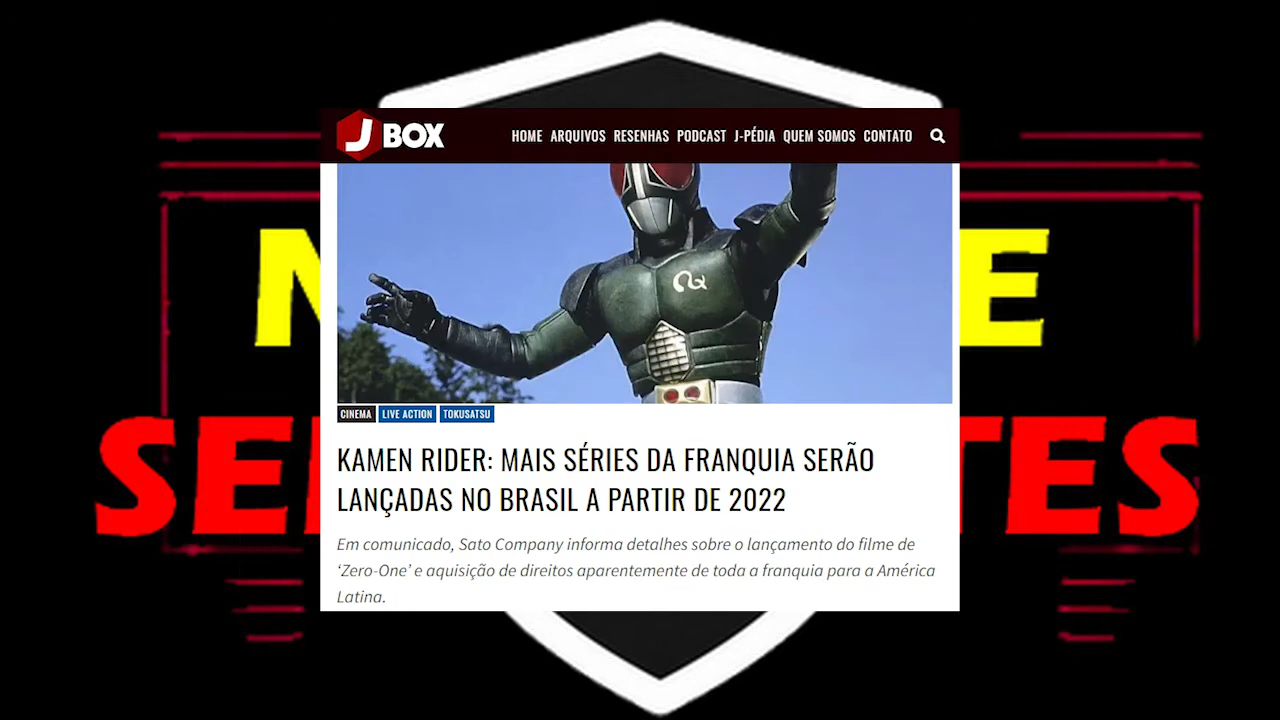 J BOX
HOME ARQUIVOS RESENHAS PODCAST J-PÉDIA QUEM SOMOS CONTATO
CINEMA LIVE ACTION TOKUSATSU
KAMEN RIDER: MAIS SÉRIES DA FRANQUIA SERÃO
LANÇADAS NO BRASIL A PARTIR DE 2022
Em comunicado, Sato Company informa detalhes sobre o lançamento do filme de
‘Zero-One’ e aquisição de direitos aparentemente de toda a franquia para a América
Latina.